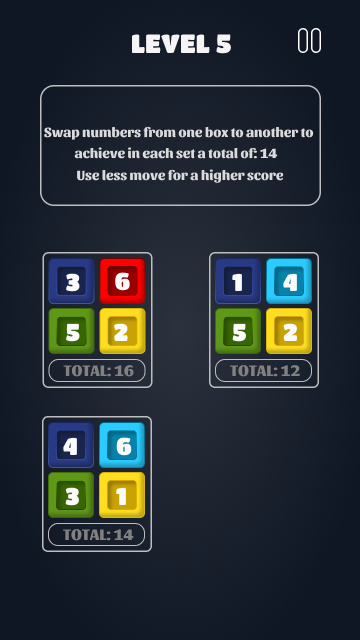 LEVEL 5
Swap numbers from one box to another to
achieve in each set a total of: 14
Use less move for a higher score
3 6 1 4
5 2 5 2
TOTAL: 16 TOTAL: 12
4 6
3 1
TOTAL: 14